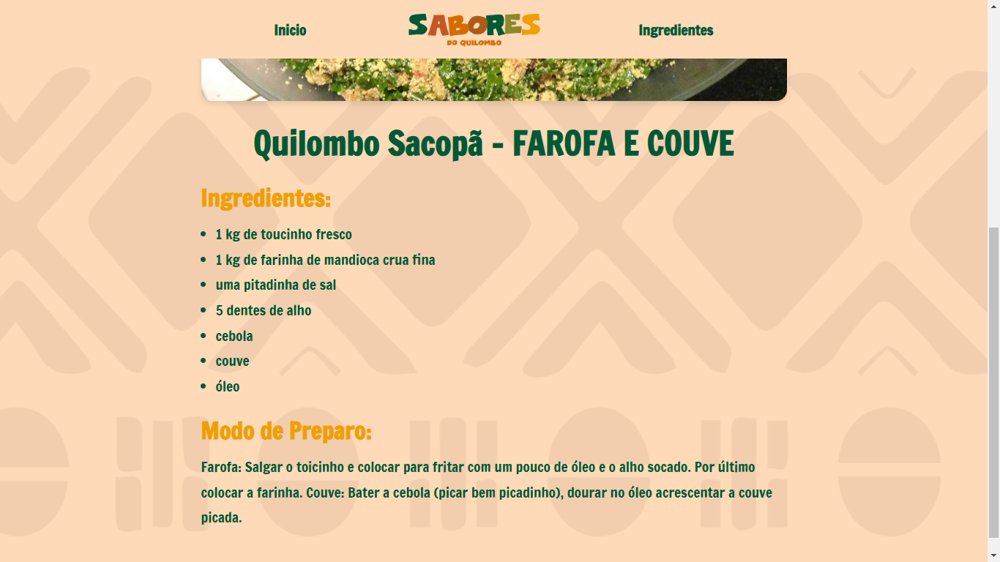 Inicio
SABORES
DO QUILOMBO
Ingredientes
Quilombo Sacopã - FAROFA E COUVE
Ingredientes:
1 kg de toucinho fresco
1 kg de farinha de mandioca crua fina
uma pitadinha de sal
5 dentes de alho
cebola
couve
óleo
Modo de Preparo:
Farofa: Salgar o toicinho e colocar para fritar com um pouco de óleo e o alho socado. Por último
colocar a farinha. Couve: Bater a cebola (picar bem picadinho), dourar no óleo acrescentar a couve
picada.